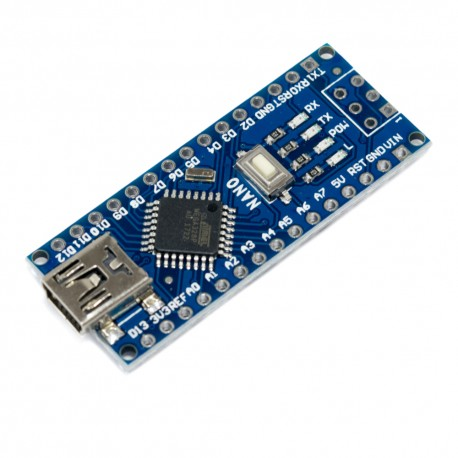 TX1 RX0 RST GND D2 D3 D4 D5 D6 D7 D8 D9 D10 D11 D12
RX
TX
POW
L
1
NANO
D13 3V3 REF A0 A1 A2 A3 A4 A5 A6 A7 5V RST GND VIN